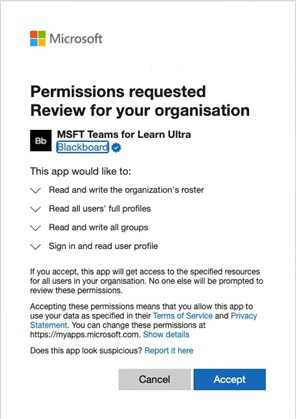 Microsoft
Permissions requested
Review for your organisation
Bb
MSFT Teams for Learn Ultra
Blackboard
This app would like to:
Read and write the organization's roster
Read all users' full profiles
Read and write all groups
Sign in and read user profile
If you accept, this app will get access to the specified resources
for all users in your organisation. No one else will be prompted to
review these permissions.
Accepting these permissions means that you allow this app to
use your data as specified in their Terms of Service and Privacy
Statement. You can change these permissions at
https://myapps.microsoft.com. Show details
Does this app look suspicious? Report it here
Cancel
Accept